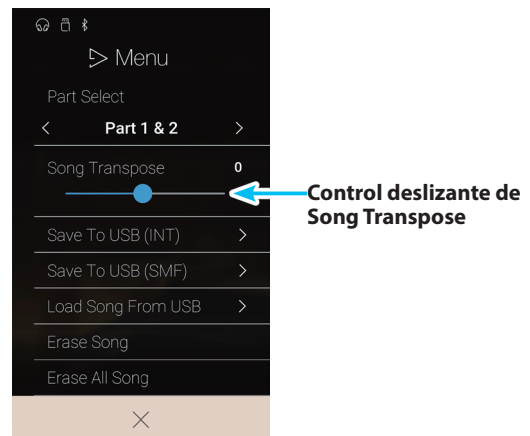 Menu
Part Select
Part 1 & 2
Song Transpose 0
Control deslizante de
Song Transpose
Save To USB (INT)
Save To USB (SMF)
Load Song From USB
Erase Song
Erase All Song